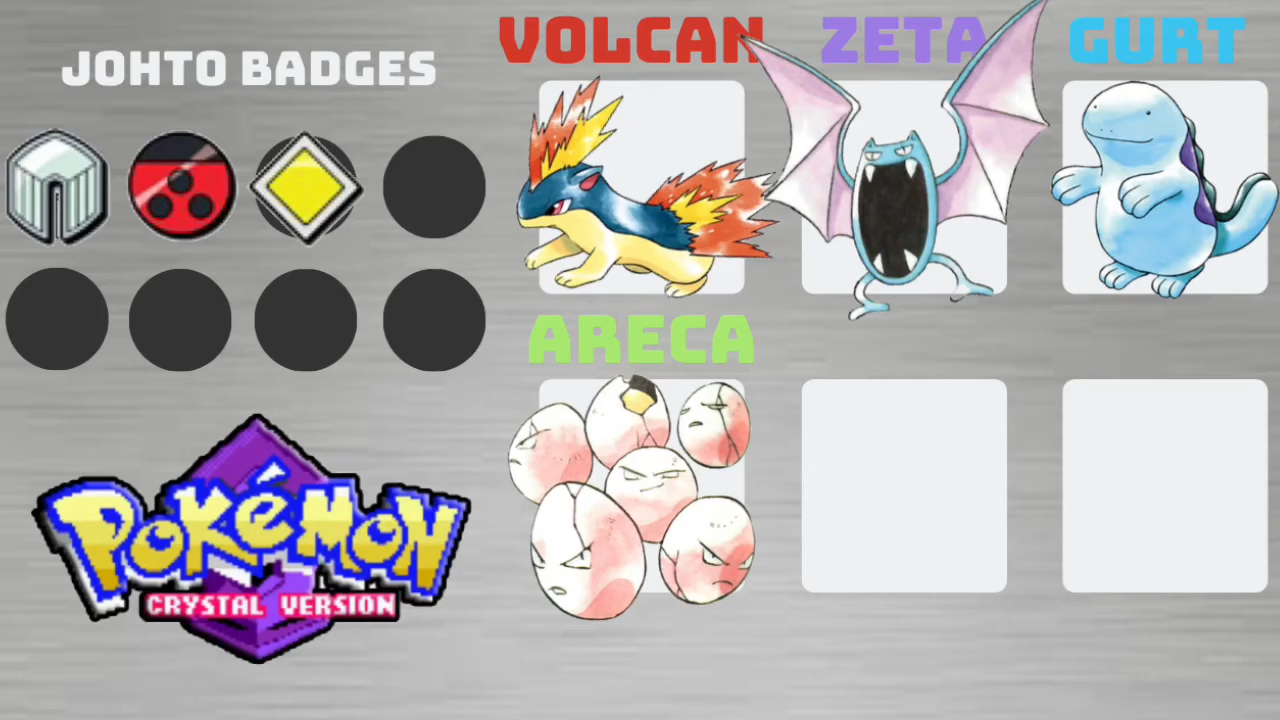 JOHTO BADGES
VOLCAN
ZETA
GURT
ARECA
POKéMON
CRYSTAL VERSION